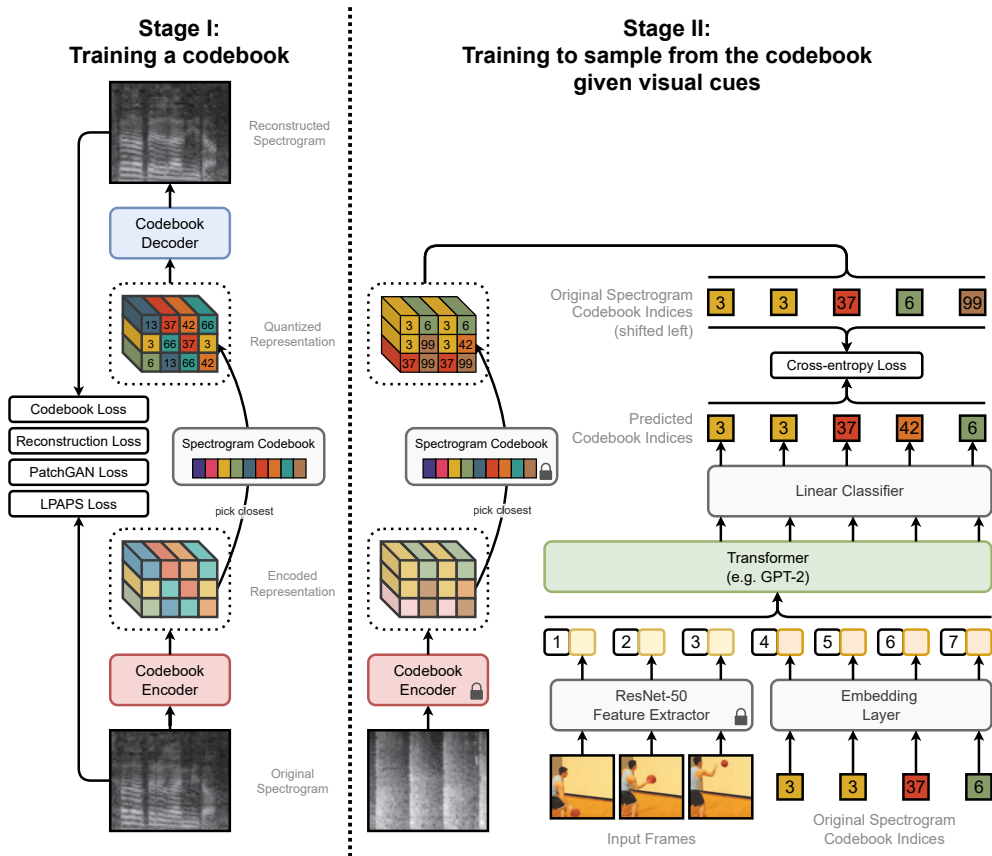 Stage I:
Training a codebook
Reconstructed
Spectrogram
Codebook
Decoder
13 37 42 66
3 66 37 3
6 13 66 42
Quantized
Representation
Codebook Loss
Reconstruction Loss
PatchGAN Loss
LPAPS Loss
Spectrogram Codebook
pick closest
Encoded
Representation
Codebook
Encoder
Original
Spectrogram
Stage II:
Training to sample from the codebook
given visual cues
3 6 3 6
3 99 3 42
37 99 37 99
Spectrogram Codebook
pick closest
Codebook
Encoder
Original Spectrogram
Codebook Indices
(shifted left)
3 3 37 6 99
Cross-entropy Loss
Predicted
Codebook Indices
3 3 37 42 6
Linear Classifier
Transformer
(e.g. GPT-2)
1 2 3 4 5 6 7
ResNet-50
Feature Extractor
Embedding
Layer
3 3 37 6
Input Frames
Original Spectrogram
Codebook Indices